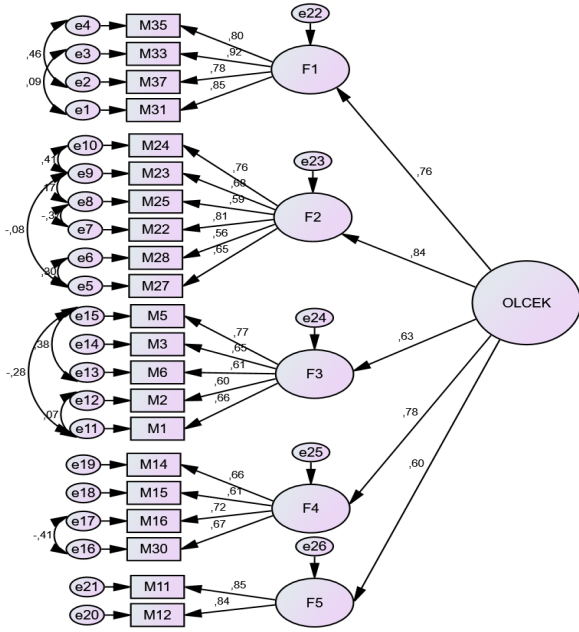 e22
e4 M35
,80
e3 M33
,92
,46
F1
e2 M37
,78
,09
e1 M31
,85
e10 M24
,41
e23
,76
,76
e9 M23
,68
,17
e8 M25
,59
F2
e7 M22
,81
-,08
,84
e6 M28
,56
e5 M27
,65
,30
OLCEK
e15 M5
e24
,77
,63
,38
e14 M3
,65
-,28
e13 M6
,61
F3
e12 M2
,60
,07
e11 M1
,66
,78
e25
e19 M14
,66
,60
e18 M15
,61
F4
e17 M16
,72
-,41
e16 M30
,67
e26
e21 M11
,85
F5
e20 M12
,84